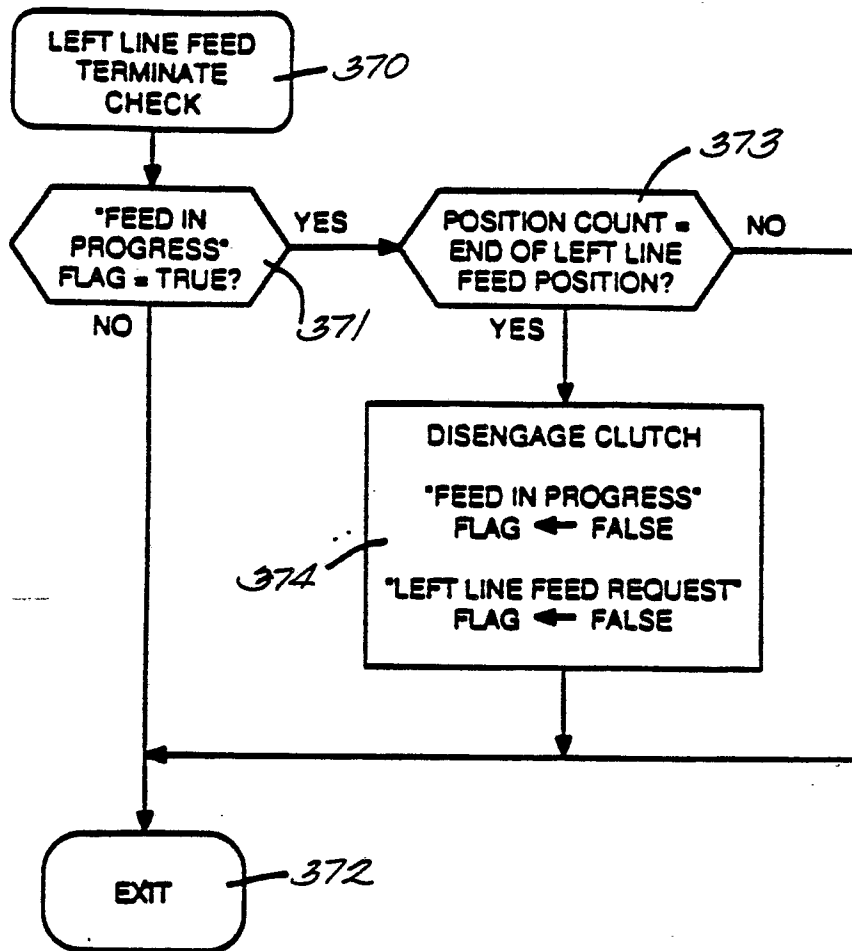 LEFT LINE FEED
TERMINATE
CHECK
370
"FEED IN
PROGRESS"
FLAG = TRUE?
371
YES
NO
373
POSITION COUNT =
END OF LEFT LINE
FEED POSITION?
NO
YES
DISENGAGE CLUTCH
"FEED IN PROGRESS"
FLAG ← FALSE
"LEFT LINE FEED REQUEST"
FLAG ← FALSE
374
EXIT
372